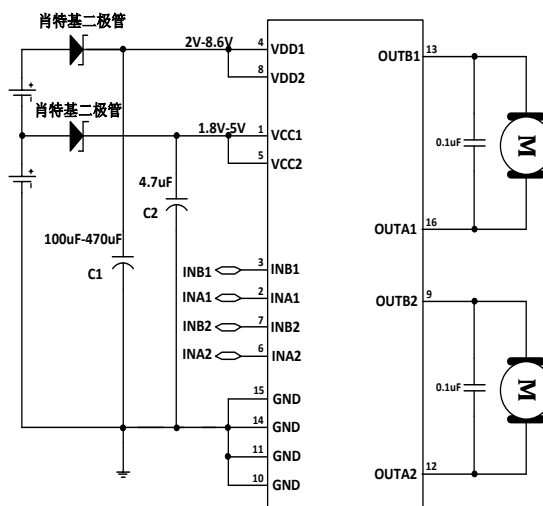 肖特基二极管
2V-8.6V
4
VDD1
8
VDD2
肖特基二极管
1.8V-5V
1
VCC1
5
VCC2
4.7uF
C2
100uF-470uF
C1
INB1
3
INB1
INA1
2
INA1
INB2
7
INB2
INA2
6
INA2
15
GND
14
GND
11
GND
10
GND
OUTB1
13
0.1uF
M
OUTA1
16
OUTB2
9
0.1uF
M
OUTA2
12